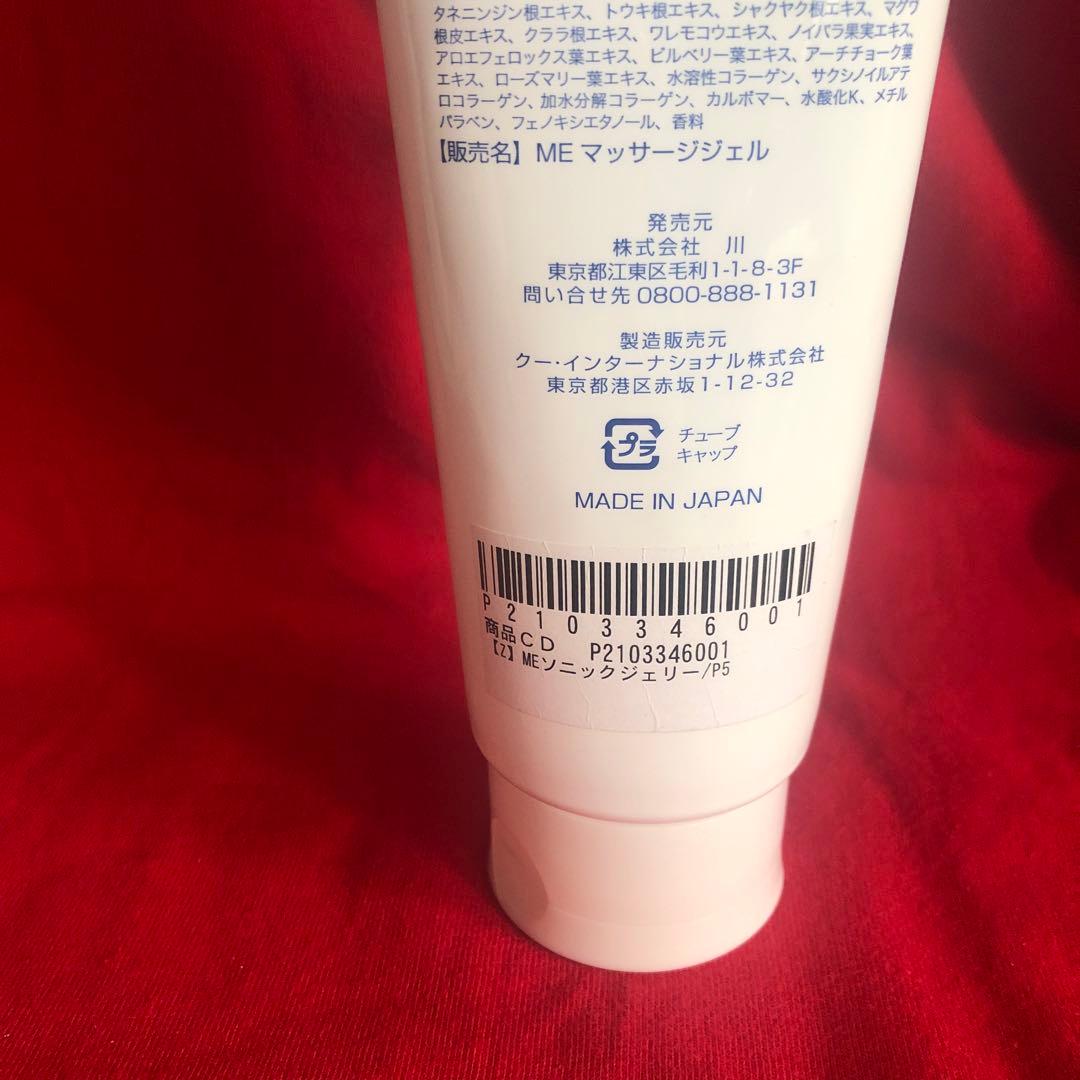 タネニンジン根エキス、トウキ根エキス、シャクヤク根エキス、マグワ
根皮エキス、クララ根エキス、ワレモコウエキス、ノイバラ果実エキス、
アロエフェロックス葉エキス、ビルベリー葉エキス、アーチチョーク葉
エキス、ローズマリー葉エキス、水溶性コラーゲン、サクシノイルアテ
ロコラーゲン、加水分解コラーゲン、カルボマー、水酸化K、メチル
パラベン、フェノキシエタノール、香料
【販売名】ME マッサージジェル
発売元
株式会社 川
東京都江東区毛利1-1-8-3F
問い合せ先 0800-888-1131
製造販売元
クー・インターナショナル株式会社
東京都港区赤坂1-12-32
プラ チューブ
キャップ
MADE IN JAPAN
P2103346001
商品CD P2103346001
【Z】MEソニックジェリー/P5